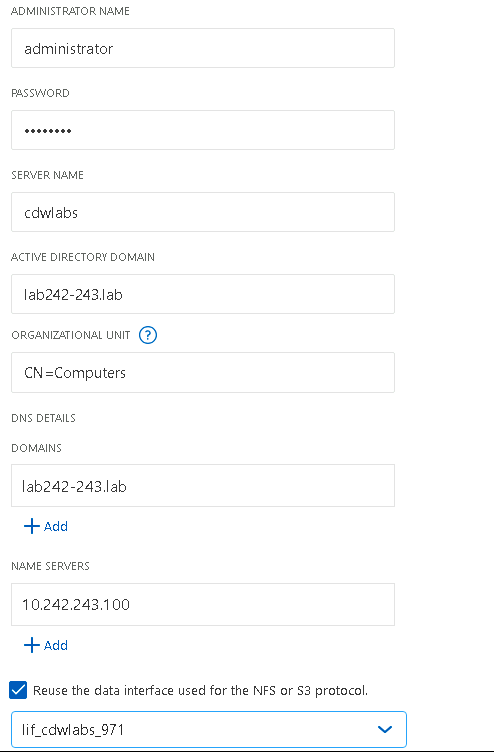 ADMINISTRATOR NAME
administrator
PASSWORD
••••••••
SERVER NAME
cdwlabs
ACTIVE DIRECTORY DOMAIN
lab242-243.lab
ORGANIZATIONAL UNIT ?
CN=Computers
DNS DETAILS
DOMAINS
lab242-243.lab
+ Add
NAME SERVERS
10.242.243.100
+ Add
Reuse the data interface used for the NFS or S3 protocol.
lif_cdwlabs_971